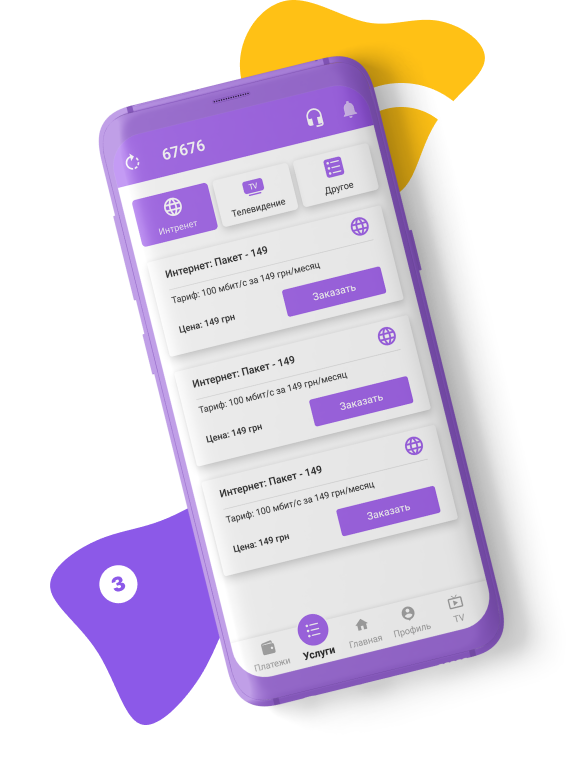 67676
TV
Интренет
Телевидение
Другое
Интернет: Пакет - 149
Тариф: 100 мбит/с за 149 грн/месяц
Цена: 149 грн
Заказать
Интернет: Пакет - 149
Тариф: 100 мбит/с за 149 грн/месяц
Цена: 149 грн
Заказать
Интернет: Пакет - 149
Тариф: 100 мбит/с за 149 грн/месяц
Цена: 149 грн
Заказать
3
Платежи
Услуги
Главная
Профиль
TV